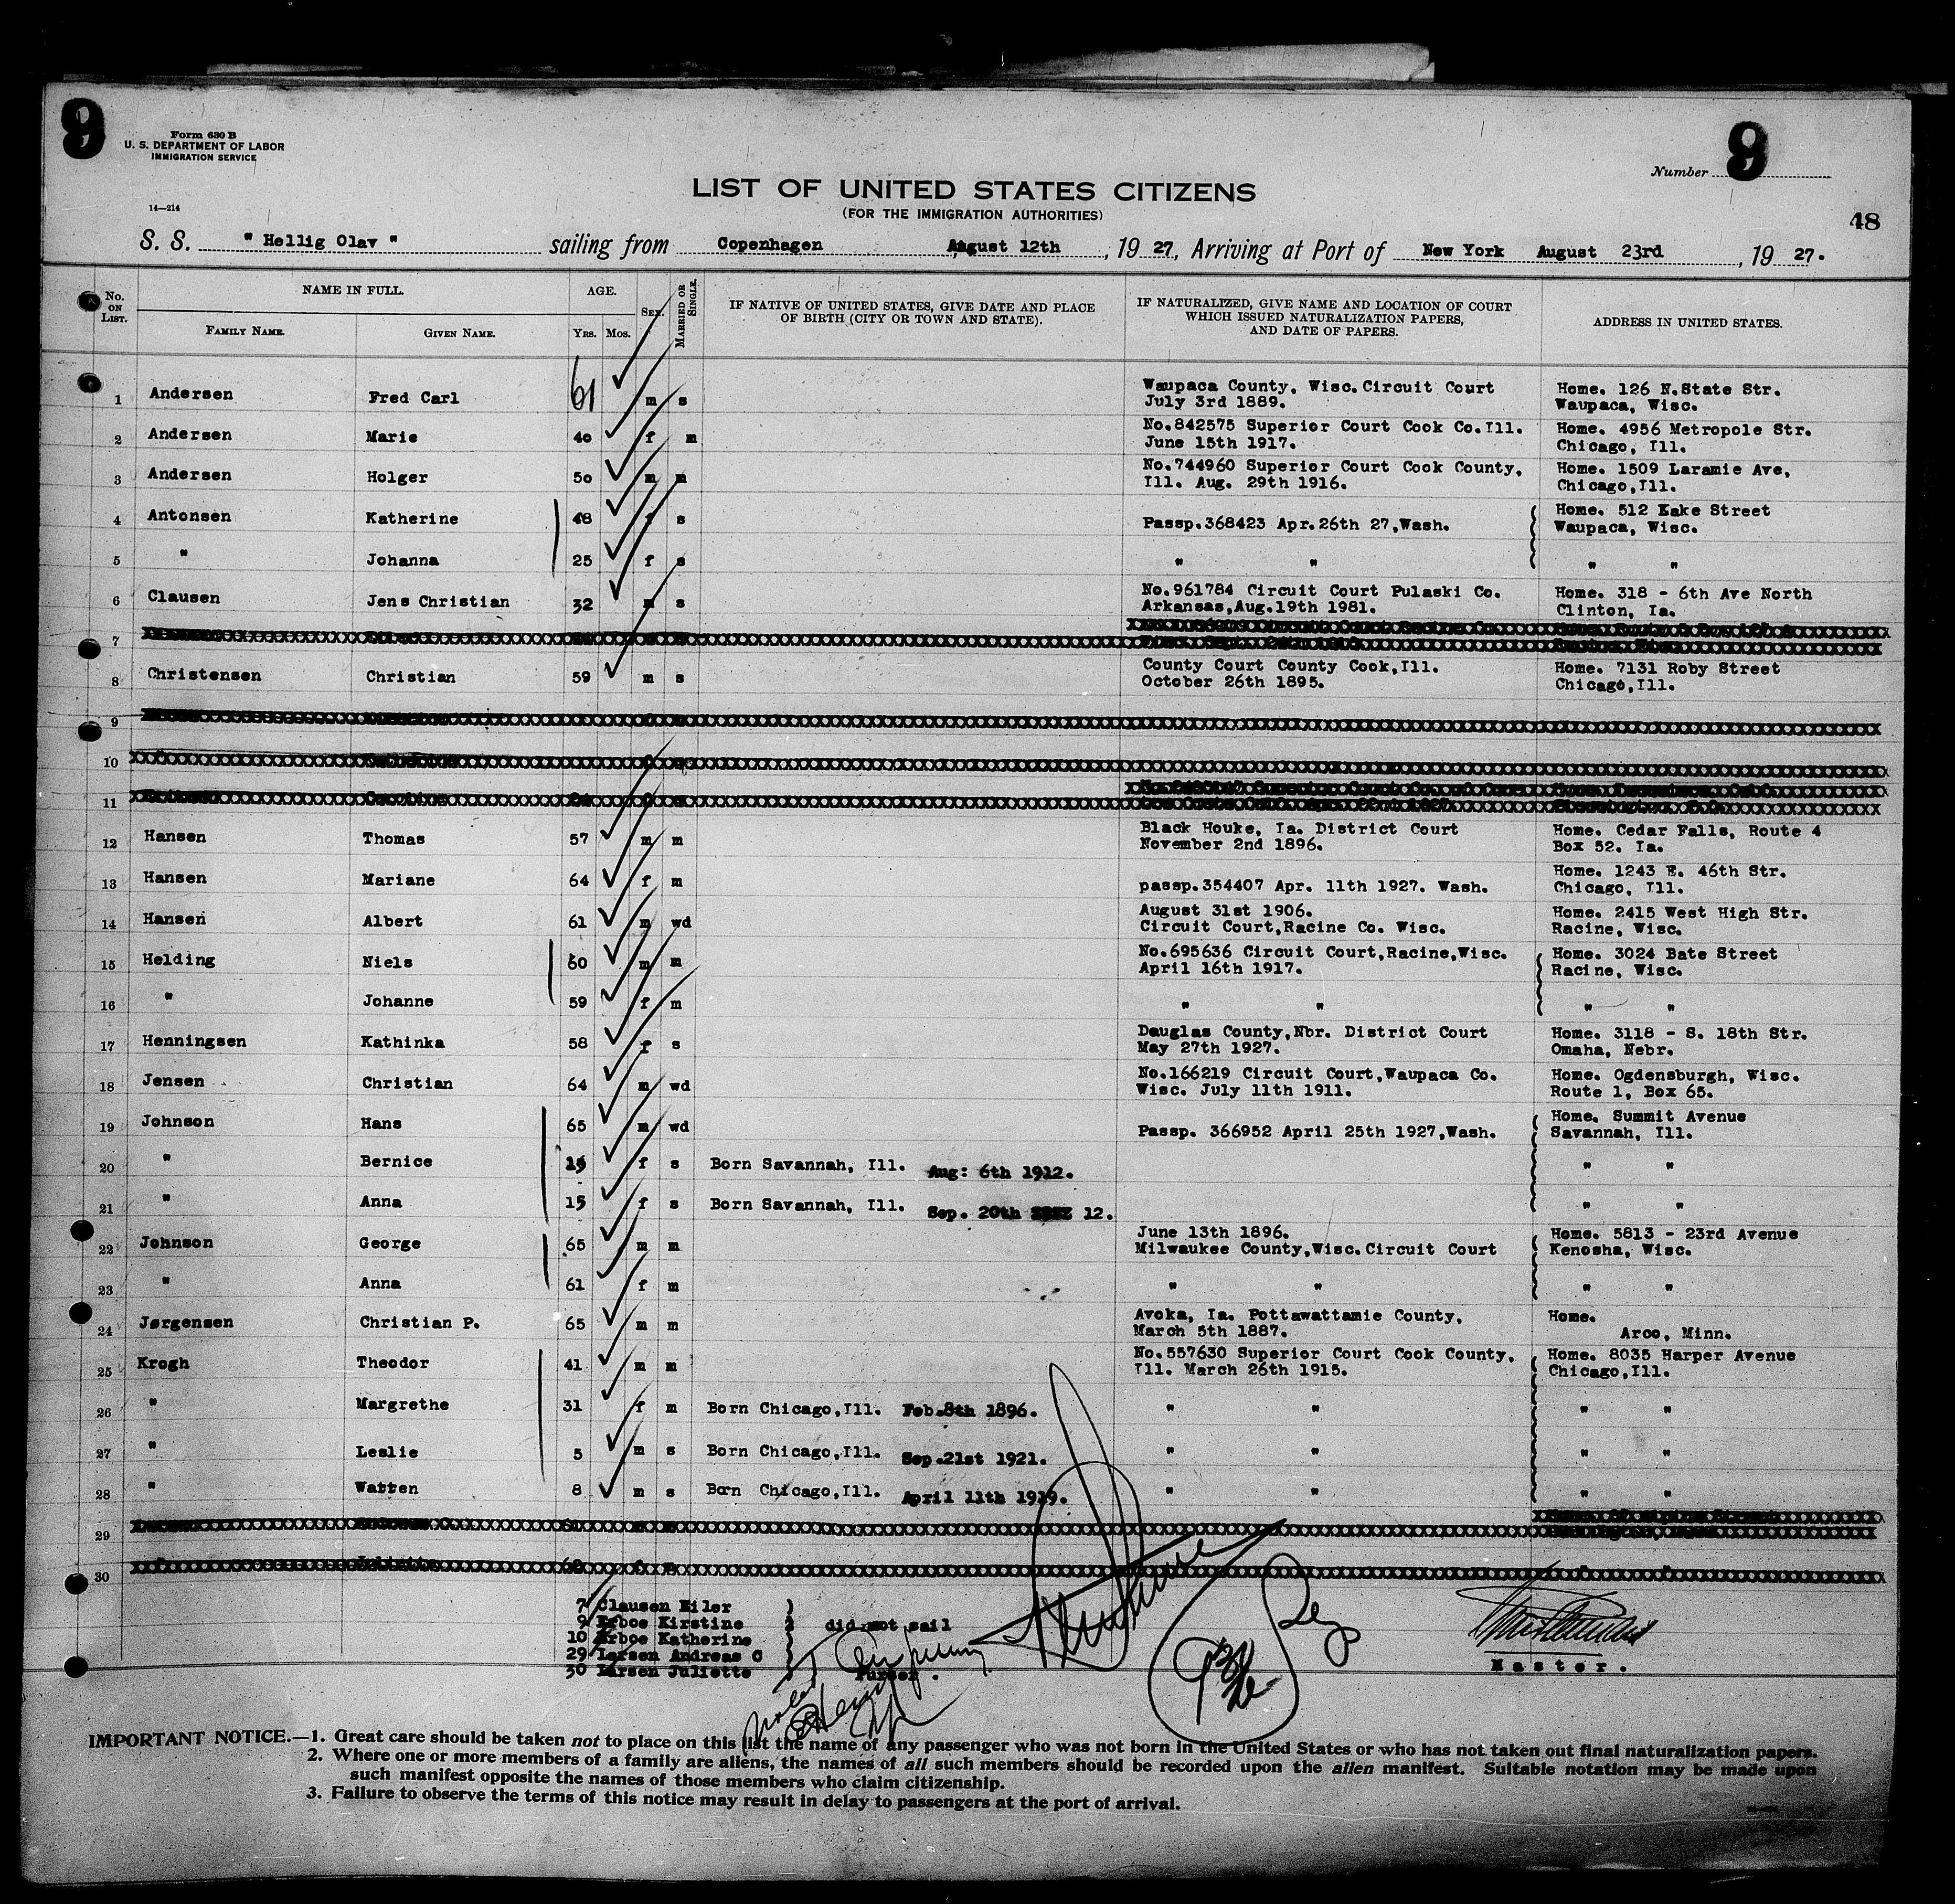 9
Form 630 B
U. S. DEPARTMENT OF LABOR
IMMIGRATION SERVICE
Number 9
LIST OF UNITED STATES CITIZENS
(FOR THE IMMIGRATION AUTHORITIES)
14—214
48
S. S. " Hellig Olav " sailing from Copenhagen August 12th, 19 27, Arriving at Port of New York August 23rd, 19 27.
No. ON LIST. NAME IN FULL. AGE. SEX. MARRIED OR SINGLE. IF NATIVE OF UNITED STATES, GIVE DATE AND PLACE OF BIRTH (CITY OR TOWN AND STATE). IF NATURALIZED, GIVE NAME AND LOCATION OF COURT WHICH ISSUED NATURALIZATION PAPERS, AND DATE OF PAPERS. ADDRESS IN UNITED STATES.
FAMILY NAME. GIVEN NAME. YRS. MOS.
1 Andersen Fred Carl 61 m s Waupaca County, Wisc. Circuit Court July 3rd 1889. Home. 126 N.State Str. Waupaca, Wisc.
2 Andersen Marie 40 f m No.842575 Superior Court Cook Co.Ill. June 15th 1917. Home. 4956 Metropole Str. Chicago, Ill.
3 Andersen Holger 50 m m No.744960 Superior Court Cook County, Ill. Aug. 29th 1916. Home. 1509 Laramie Ave, Chicago,Ill.
4 Antonsen Katherine 48 f s Passp.368423 Apr.26th 27,Wash. Home. 512 Kake Street Waupaca, Wisc.
5 " Johanna 25 f s " " " "
6 Clausen Jens Christian 32 m s No.961784 Circuit Court Pulaski Co. Arkansas,Aug.19th 1981. Home. 318 - 6th Ave North Clinton, Ia.
7
8 Christensen Christian 59 m s County Court County Cook,Ill. October 26th 1895. Home. 7131 Roby Street Chicago,Ill.
9
10
11
12 Hansen Thomas 57 m m Black Houke, Ia. District Court November 2nd 1896. Home. Cedar Falls, Route 4 Box 52. Ia.
13 Hansen Mariane 64 f m passp.354407 Apr. 11th 1927. Wash. Home. 1243 E. 46th Str. Chicago, Ill.
14 Hansen Albert 61 m wd August 31st 1906. Circuit Court,Racine Co. Wisc. Home. 2415 West High Str. Racine, Wisc.
15 Helding Niels 60 m m No.695636 Circuit Court,Racine,Wisc. April 16th 1917. Home. 3024 Bate Street Racine, Wisc.
16 " Johanne 59 f m " " " "
17 Henningsen Kathinka 58 f s Dauglas County,Nbr. District Court May 27th 1927. Home. 3118 - S. 18th Str. Omaha, Nebr.
18 Jensen Christian 64 m wd No.166219 Circuit Court,Waupaca Co. Wisc. July 11th 1911. Home. Ogdensburgh, Wisc. Route 1, Box 65.
19 Johnson Hans 65 m wd Passp. 366952 April 25th 1927,Wash. Home. Summit Avenue Savannah, Ill.
20 " Bernice f s Born Savannah, Ill. Aug: 6th 1912. " "
21 " Anna 15 f s Born Savannah, Ill. Sep. 20th 12. " "
22 Johnson George 65 m m June 13th 1896. Milwaukee County,Wisc.Circuit Court Home. 5813 - 23rd Avenue Kenosha, Wisc.
23 " Anna 61 f m " " " "
24 Jørgensen Christian P. 65 m m Avoka, Ia. Pottawattamie County, March 5th 1887. Home. Arco, Minn.
25 Krogh Theodor 41 m m No.557630 Superior Court Cook County, Ill. March 26th 1915. Home. 8035 Harper Avenue Chicago,Ill.
26 " Margrethe 31 f m Born Chicago,Ill. Feb.8th 1896. " " " "
27 " Leslie 5 m s Born Chicago,Ill. Sep.21st 1921. " " " "
28 " Warren 8 m s Born Chicago,Ill. April 11th 1919. " " " "
29
30 Juliette
7 Clausen Eiler )
9 Erboe Kirstine ) did not sail
10 Erboe Katherine )
29 Larsen Andreas C )
30 Larsen Juliette ) Purser.
Master.
IMPORTANT NOTICE.—1. Great care should be taken not to place on this list the name of any passenger who was not born in the United States or who has not taken out final naturalization papers.
2. Where one or more members of a family are aliens, the names of all such members should be recorded upon the alien manifest. Suitable notation may be made upon
such manifest opposite the names of those members who claim citizenship.
3. Failure to observe the terms of this notice may result in delay to passengers at the port of arrival.